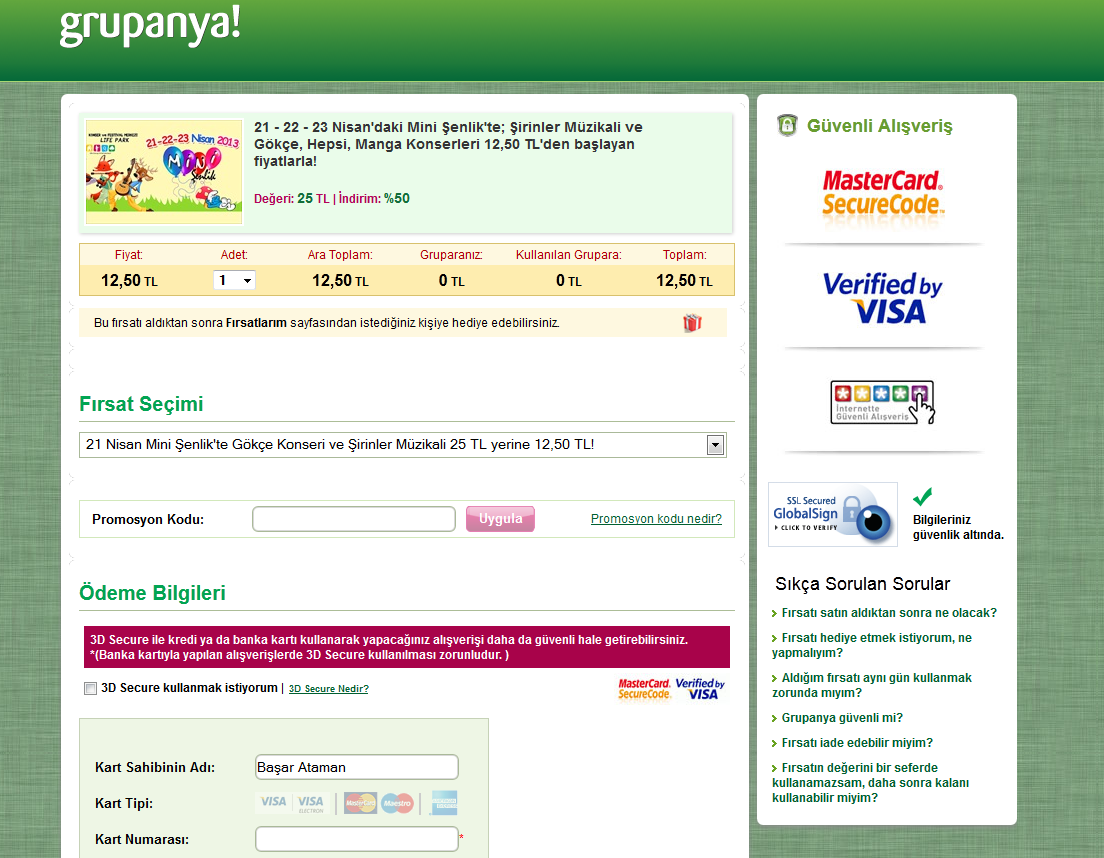 grupanya!
KONSER ve FESTİVAL MERKEZİ
LIFE PARK
21-22-23 Nisan 2013
MİNİ
Şenlik
21 - 22 - 23 Nisan'daki Mini Şenlik'te; Şirinler Müzikali ve
Gökçe, Hepsi, Manga Konserleri 12,50 TL'den başlayan
fiyatlarla!
Değeri: 25 TL | İndirim: %50
Fiyat: Adet: Ara Toplam: Gruparanız: Kullanılan Grupara: Toplam:
12,50 TL 1 12,50 TL 0 TL 0 TL 12,50 TL
Bu fırsatı aldıktan sonra Fırsatlarım sayfasından istediğiniz kişiye hediye edebilirsiniz.
Fırsat Seçimi
21 Nisan Mini Şenlik'te Gökçe Konseri ve Şirinler Müzikali 25 TL yerine 12,50 TL!
Promosyon Kodu: Uygula Promosyon kodu nedir?
Ödeme Bilgileri
3D Secure ile kredi ya da banka kartı kullanarak yapacağınız alışverişi daha da güvenli hale getirebilirsiniz.
*(Banka kartıyla yapılan alışverişlerde 3D Secure kullanılması zorunludur. )
3D Secure kullanmak istiyorum | 3D Secure Nedir?
MasterCard. Verified by
SecureCode. VISA
Kart Sahibinin Adı: Başar Ataman
Kart Tipi: VISA VISA ELECTRON MasterCard Maestro
Kart Numarası: *
Güvenli Alışveriş
MasterCard.
SecureCode™
Verified by
VISA
İnternette
Güvenli Alışveriş
SSL Secured
GlobalSign
CLICK TO VERIFY
Bilgileriniz
güvenlik altında.
Sıkça Sorulan Sorular
Fırsatı satın aldıktan sonra ne olacak?
Fırsatı hediye etmek istiyorum, ne
yapmalıyım?
Aldığım fırsatı aynı gün kullanmak
zorunda mıyım?
Grupanya güvenli mi?
Fırsatı iade edebilir miyim?
Fırsatın değerini bir seferde
kullanamazsam, daha sonra kalanı
kullanabilir miyim?